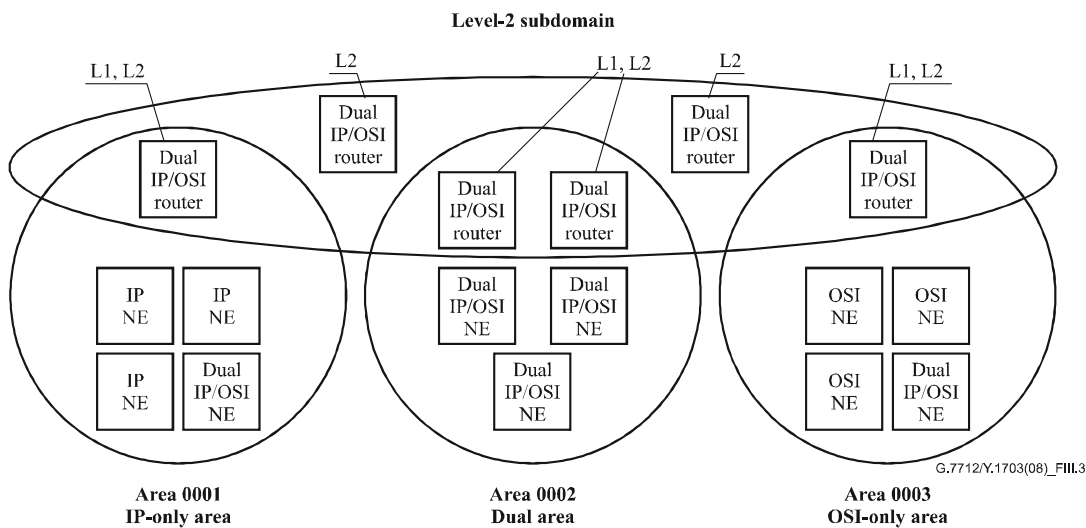 Level-2 subdomain
L1, L2
L2
L1, L2
L2
L1, L2
Dual
IP/OSI
router
Dual
IP/OSI
router
Dual
IP/OSI
router
Dual
IP/OSI
router
Dual
IP/OSI
router
Dual
IP/OSI
router
IP
NE
IP
NE
IP
NE
Dual
IP/OSI
NE
Dual
IP/OSI
NE
Dual
IP/OSI
NE
Dual
IP/OSI
NE
OSI
NE
OSI
NE
OSI
NE
Dual
IP/OSI
NE
G.7712/Y.1703(08)_FIII.3
Area 0001
IP-only area
Area 0002
Dual area
Area 0003
OSI-only area